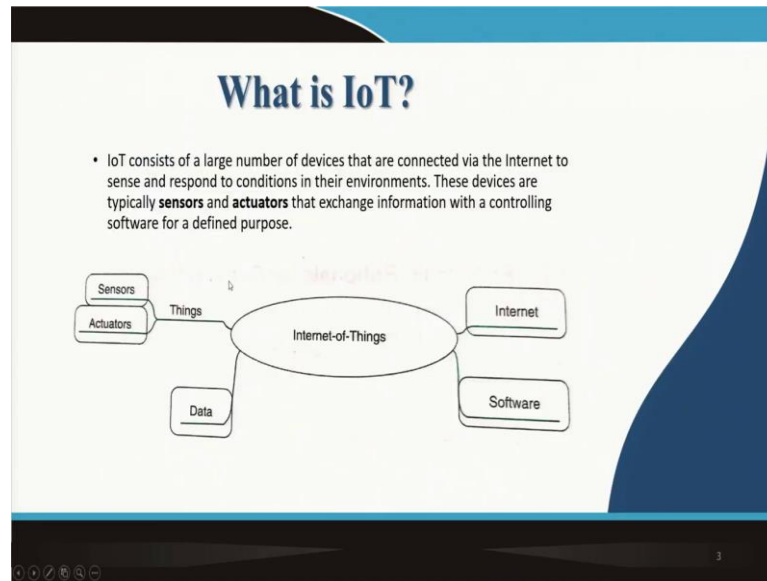 What is IoT?
• IoT consists of a large number of devices that are connected via the Internet to
sense and respond to conditions in their environments. These devices are
typically sensors and actuators that exchange information with a controlling
software for a defined purpose.
Sensors
Actuators
Things
Internet-of-Things
Internet
Data
Software
3